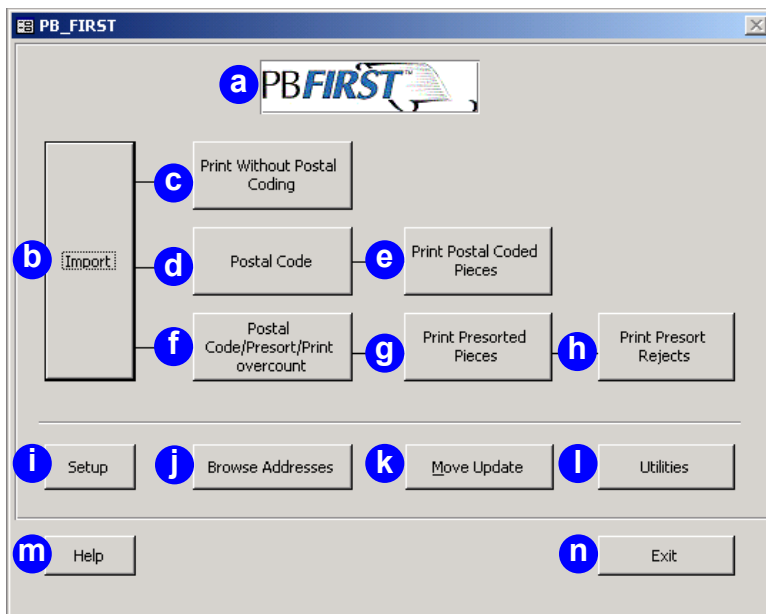 PB_FIRST
a
PBFIRST™
c
Print Without Postal
Coding
b
Import
d
Postal Code
e
Print Postal Coded
Pieces
f
Postal
Code/Presort/Print
overcount
g
Print Presorted
Pieces
h
Print Presort
Rejects
i
Setup
j
Browse Addresses
k
Move Update
l
Utilities
m
Help
n
Exit